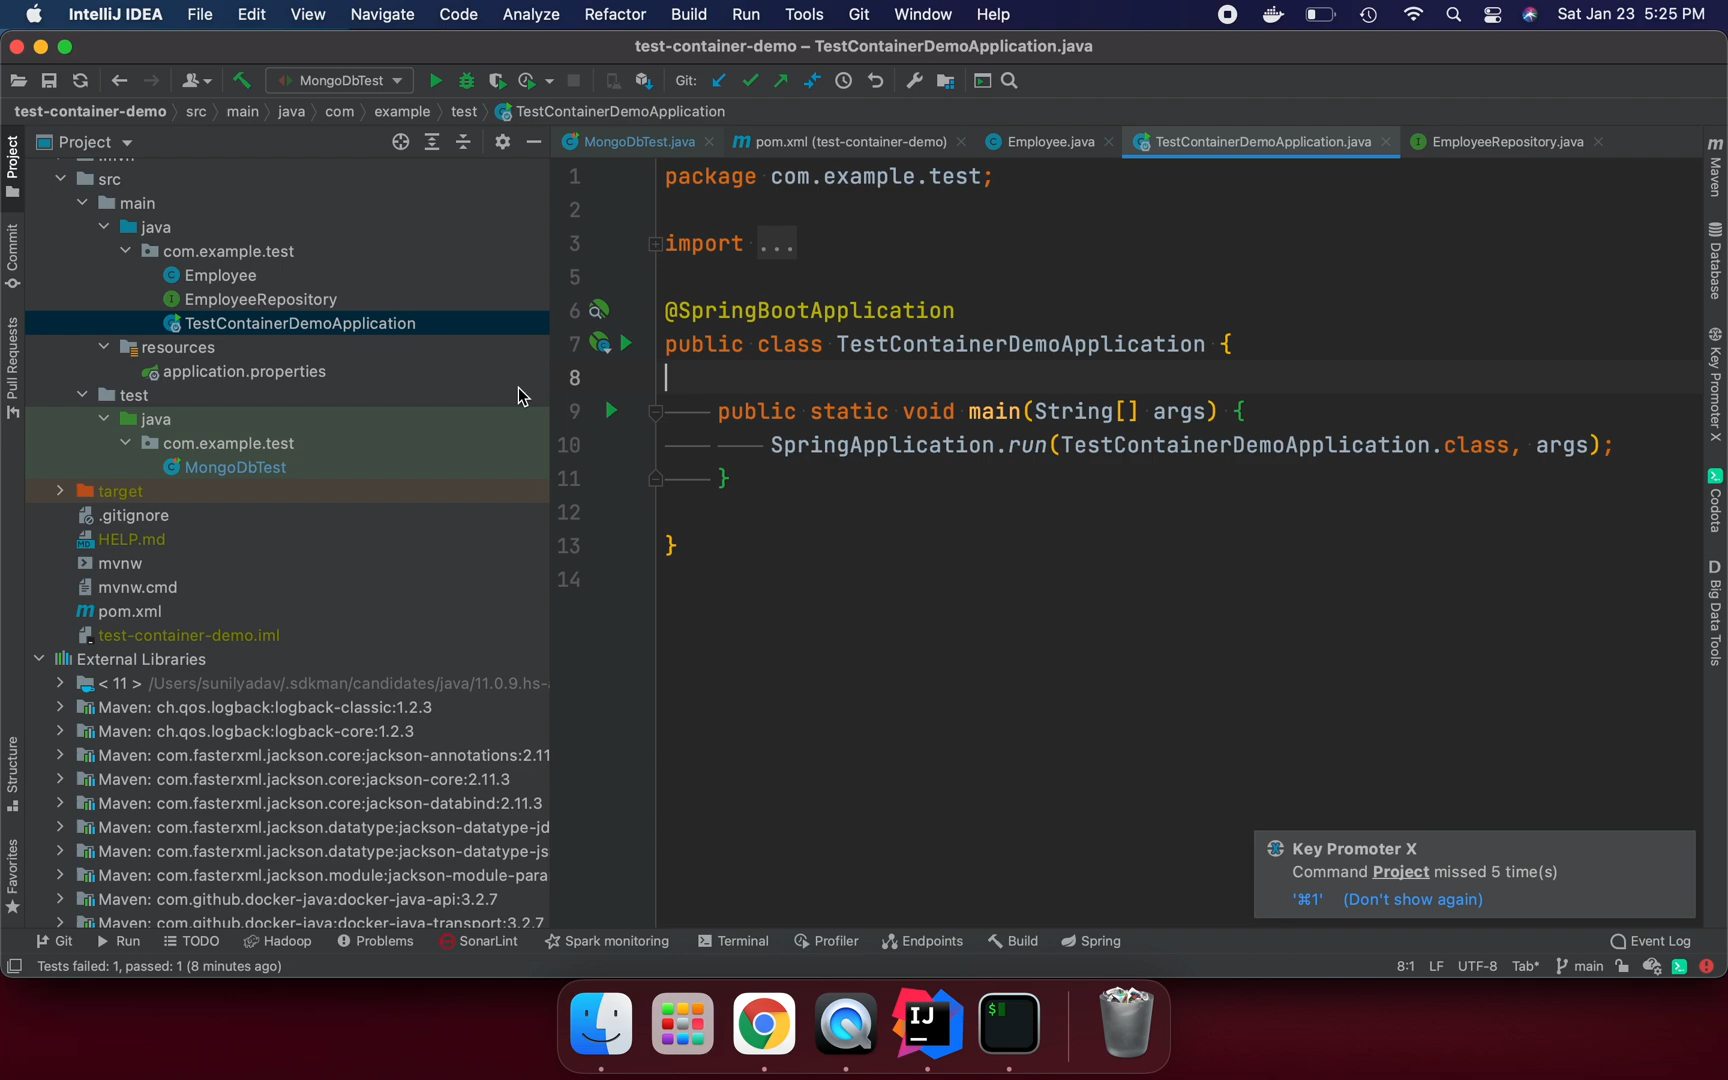 IntelliJ IDEA File Edit View Navigate Code Analyze Refactor Build Run Tools Git Window Help Sat Jan 23 5:25 PM
test-container-demo – TestContainerDemoApplication.java
MongoDbTest Git:
test-container-demo src main java com example test TestContainerDemoApplication
Project
MongoDbTest.java pom.xml (test-container-demo) Employee.java TestContainerDemoApplication.java EmployeeRepository.java
src
main
java
com.example.test
Employee
EmployeeRepository
TestContainerDemoApplication
resources
application.properties
test
java
com.example.test
MongoDbTest
target
.gitignore
HELP.md
mvnw
mvnw.cmd
pom.xml
test-container-demo.iml
External Libraries
< 11 > /Users/sunilyadav/.sdkman/candidates/java/11.0.9.hs-
Maven: ch.qos.logback:logback-classic:1.2.3
Maven: ch.qos.logback:logback-core:1.2.3
Maven: com.fasterxml.jackson.core:jackson-annotations:2.11
Maven: com.fasterxml.jackson.core:jackson-core:2.11.3
Maven: com.fasterxml.jackson.core:jackson-databind:2.11.3
Maven: com.fasterxml.jackson.datatype:jackson-datatype-jd
Maven: com.fasterxml.jackson.datatype:jackson-datatype-js
Maven: com.fasterxml.jackson.module:jackson-module-para
Maven: com.github.docker-java:docker-java-api:3.2.7
Maven: com.github.docker-java:docker-java-transport:3.2.7
1 package com.example.test;
2
3 import ...
5
6 @SpringBootApplication
7 public class TestContainerDemoApplication {
8
9 public static void main(String[] args) {
10 SpringApplication.run(TestContainerDemoApplication.class, args);
11 }
12
13 }
14
Key Promoter X
Command Project missed 5 time(s)
'⌘1' (Don't show again)
Project
Commit
Pull Requests
Structure
Favorites
Maven
Database
Key Promoter X
Codota
Big Data Tools
Git Run TODO Hadoop Problems SonarLint Spark monitoring Terminal Profiler Endpoints Build Spring Event Log
Tests failed: 1, passed: 1 (8 minutes ago) 8:1 LF UTF-8 Tab* main
IJ
$